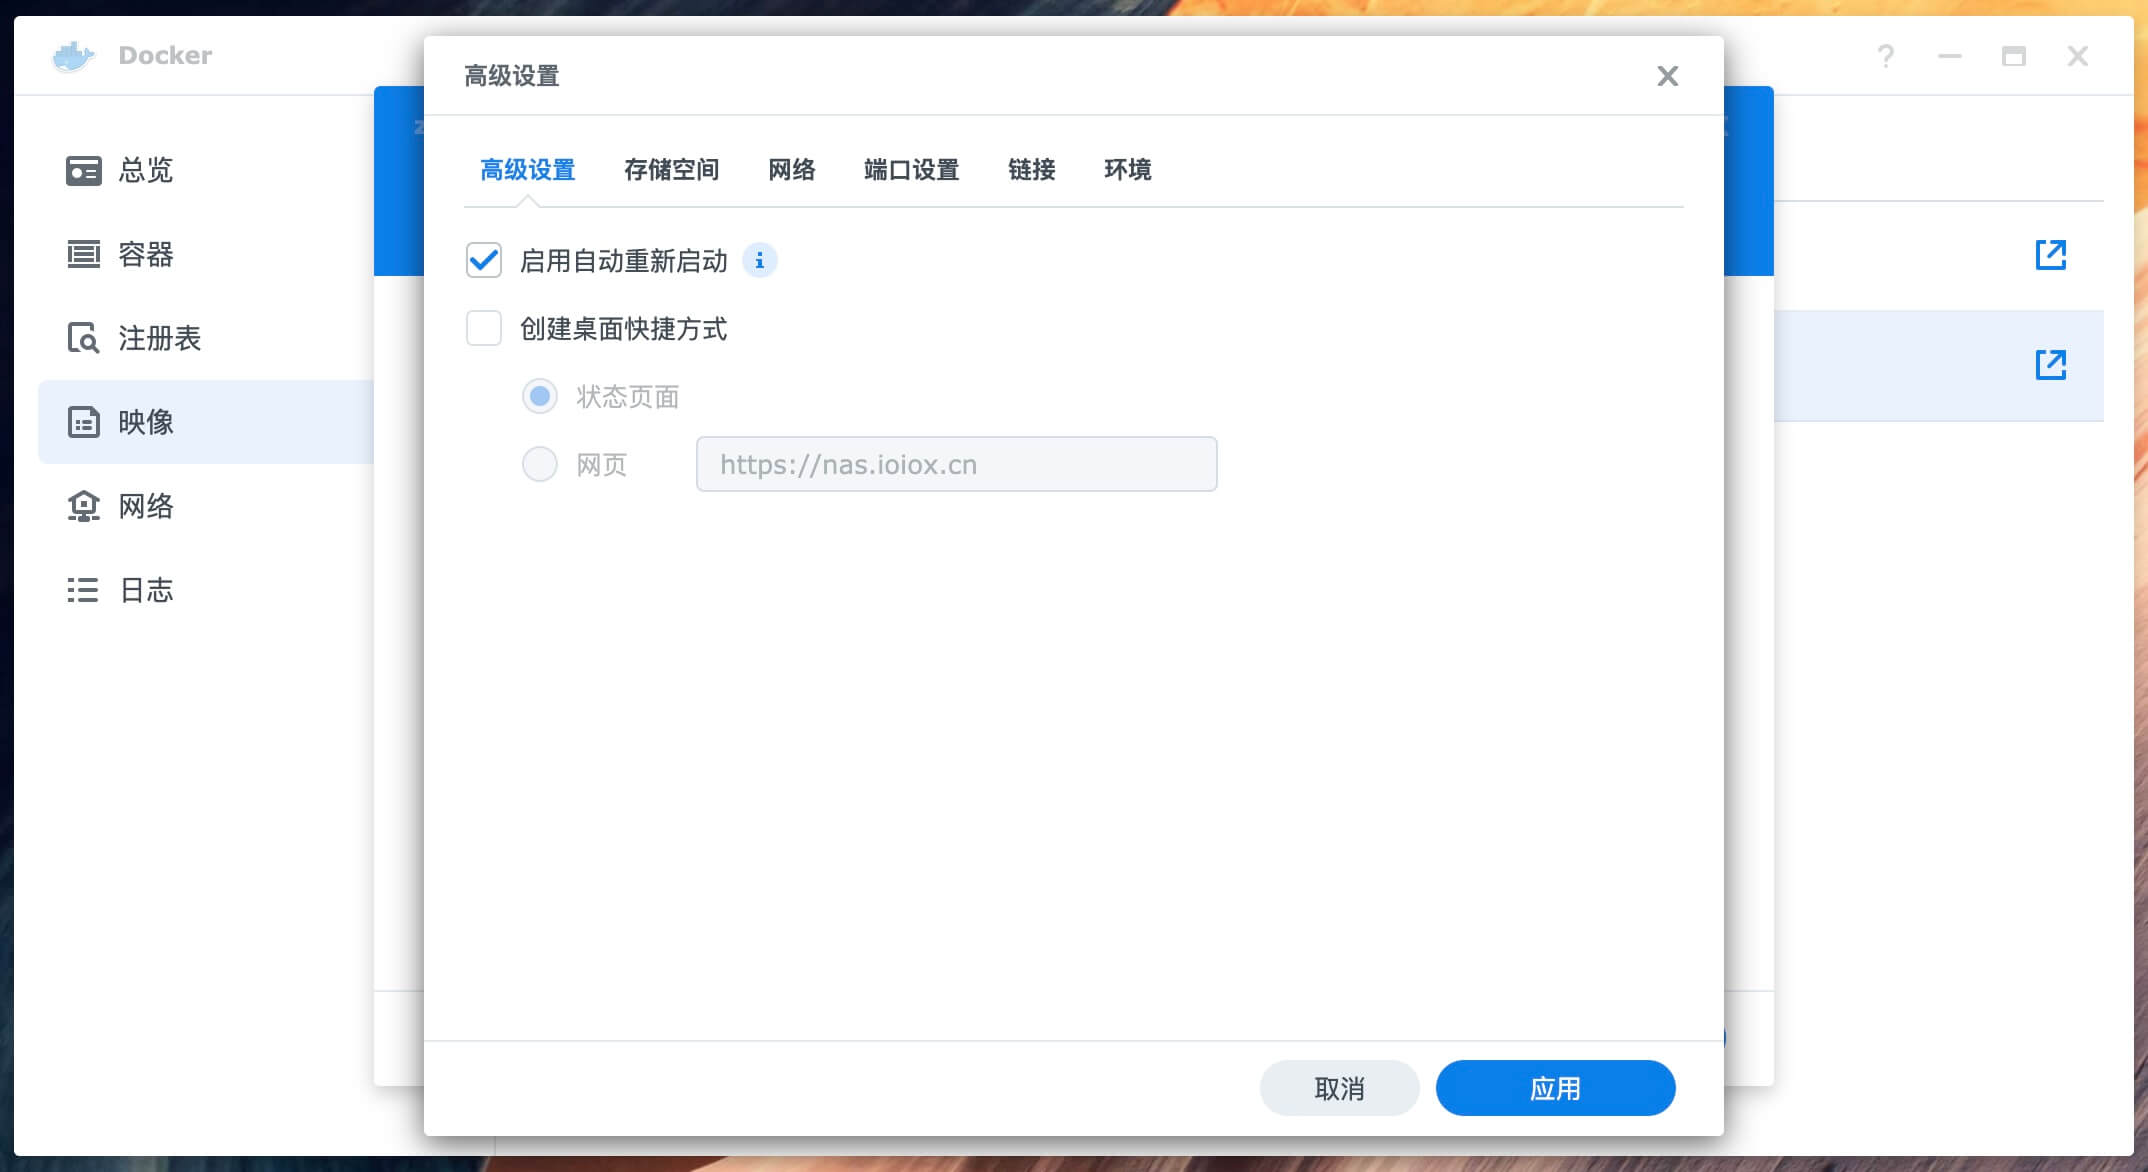 Docker
高级设置
总览
容器
注册表
映像
网络
日志
高级设置 存储空间 网络 端口设置 链接 环境
启用自动重新启动
创建桌面快捷方式
状态页面
网页 https://nas.ioiox.cn
取消 应用